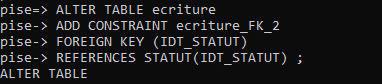 pise=> ALTER TABLE ecriture
pise-> ADD CONSTRAINT ecriture_FK_2
pise-> FOREIGN KEY (IDT_STATUT)
pise-> REFERENCES STATUT(IDT_STATUT) ;
ALTER TABLE